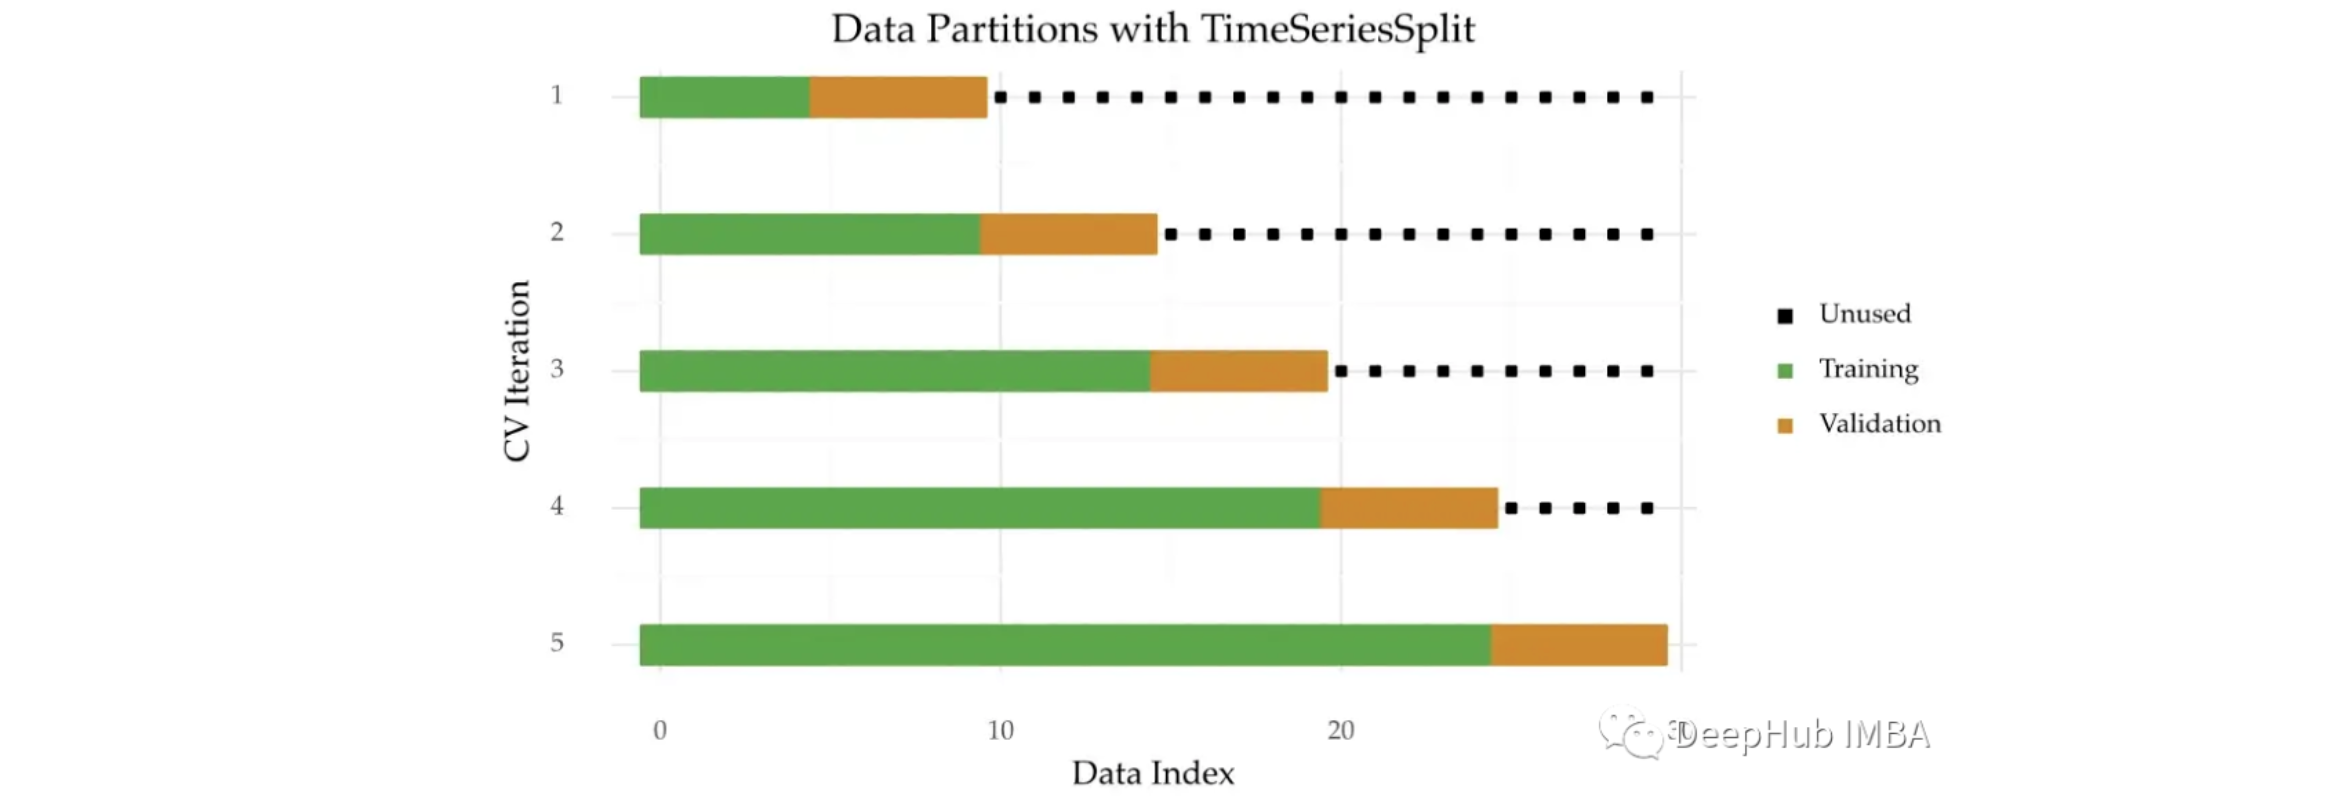 Data Partitions with TimeSeriesSplit
1
2
3
4
5
CV Iteration
Unused
Training
Validation
0
10
20
30
DeepHub IMBA
Data Index